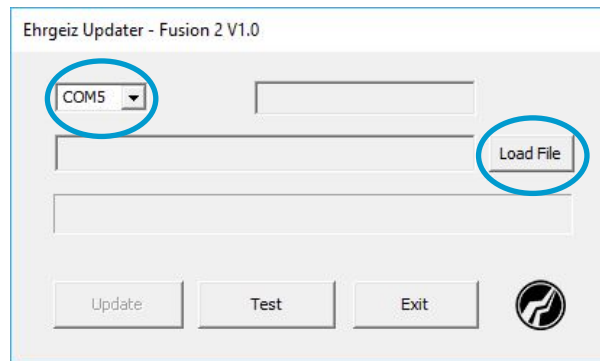 Ehrgeiz Updater - Fusion 2 V1.0
COM5
Load File
Update Test Exit